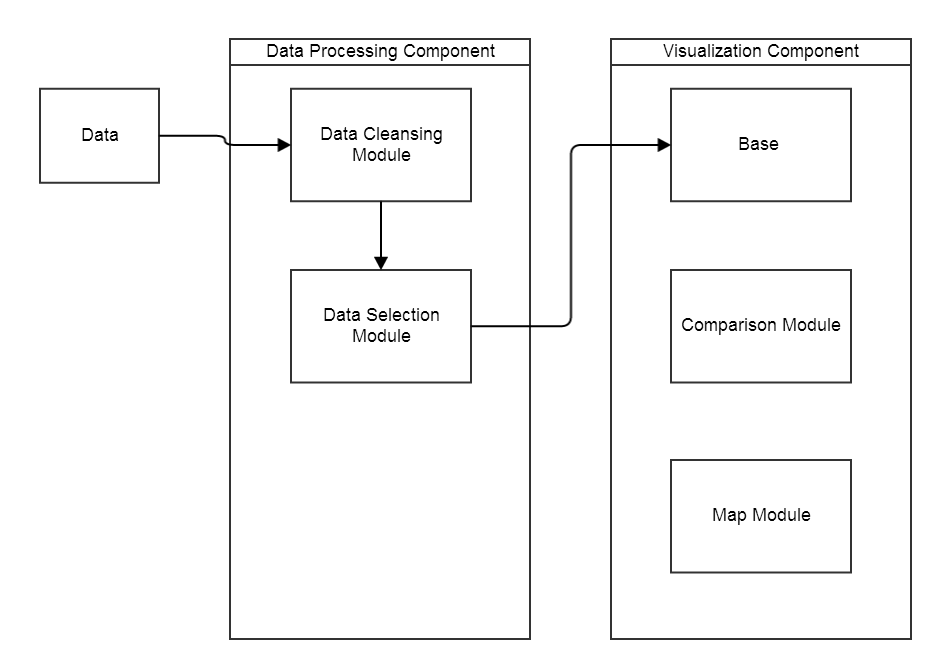 Data Processing Component
Visualization Component
Data
Data Cleansing
Module
Base
Data Selection
Module
Comparison Module
Map Module